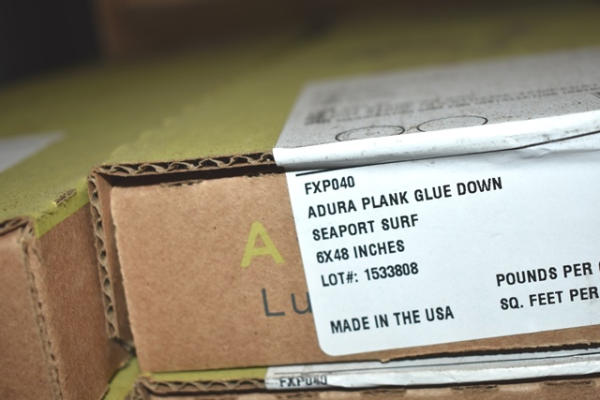 FXP040
ADURA PLANK GLUE DOWN
SEAPORT SURF
6X48 INCHES
LOT#: 1533808
POUNDS PER
SQ. FEET PER
MADE IN THE USA
A
Lu
FXP040